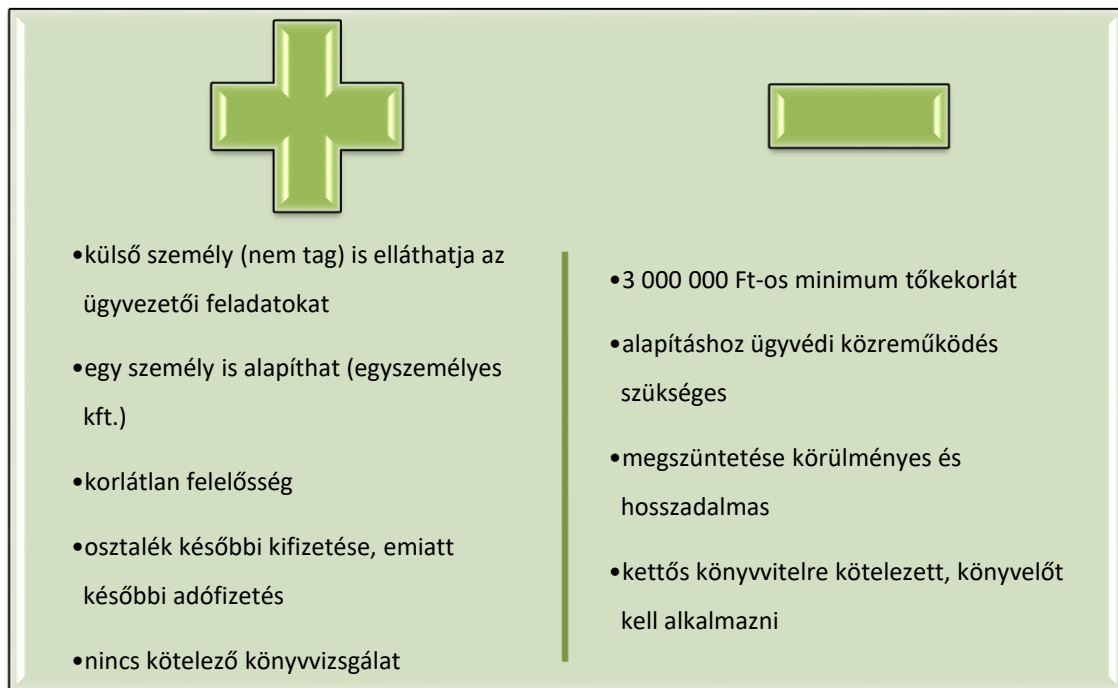 •külső személy (nem tag) is elláthatja az
ügyvezetői feladatokat
•egy személy is alapíthat (egyszemélyes
kft.)
•korlátlan felelősség
•osztalék későbbi kifizetése, emiatt
későbbi adófizetés
•nincs kötelező könyvvizsgálat
•3 000 000 Ft-os minimum tőkekorlát
•alapításhoz ügyvédi közreműködés
szükséges
•megszüntetése körülményes és
hosszadalmas
•kettős könyvvitelre kötelezett, könyvelőt
kell alkalmazni